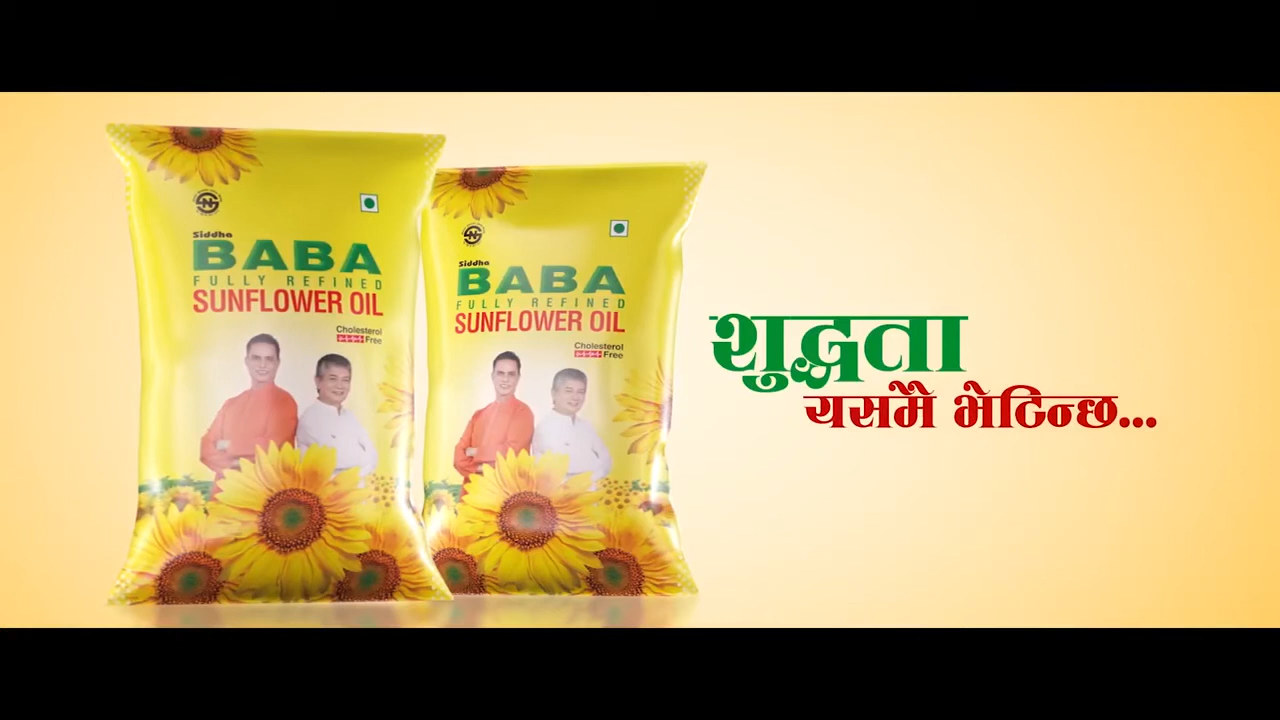 Siddha
BABA
FULLY REFINED
SUNFLOWER OIL
Cholesterol
Free
Siddha
BABA
FULLY REFINED
SUNFLOWER OIL
Cholesterol
Free
शुद्धता
यसमै भेटिन्छ...